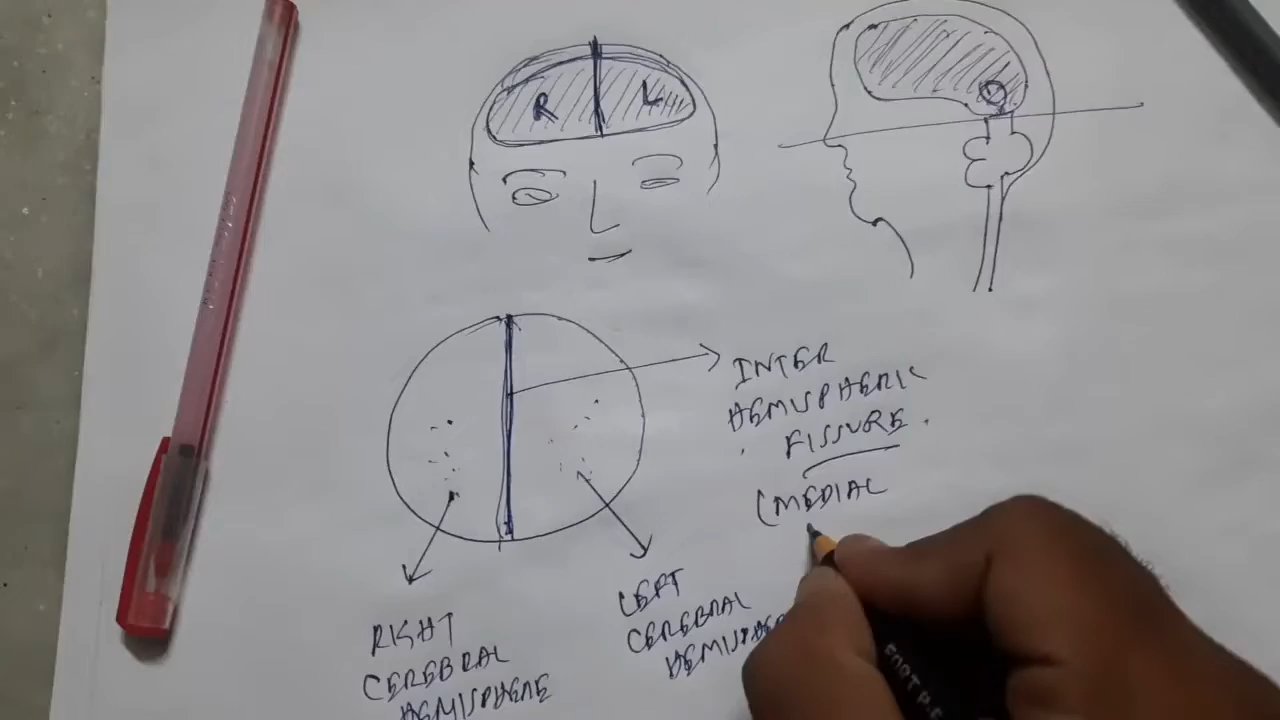 R L
INTER
HEMISPHERIC
FISSURE
(MEDIAL
LEFT
CEREBRAL
RIGHT
CEREBRAL
HEMISPHERE